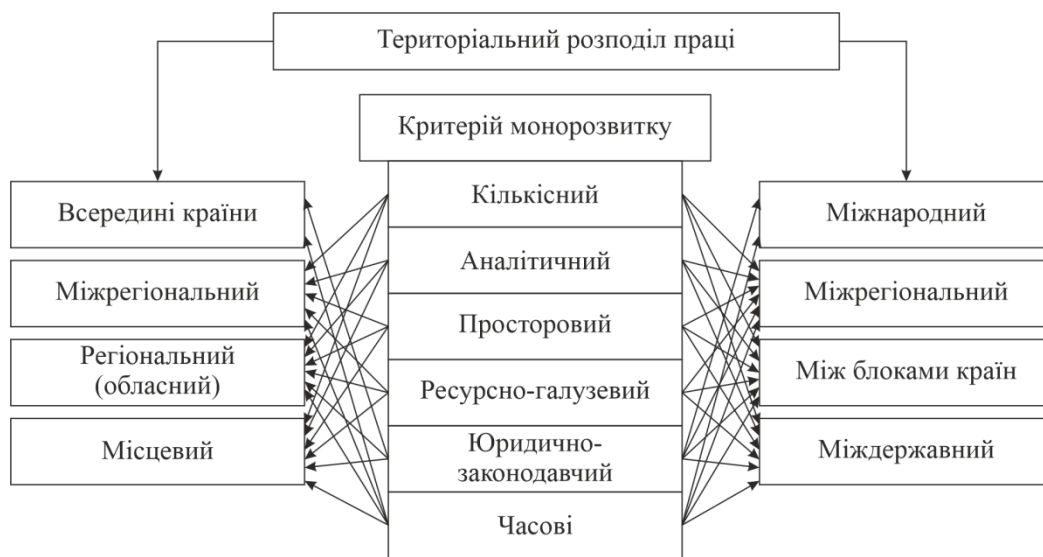 Територіальний розподіл праці
Критерій монорозвитку
Всередині країни
Міжрегіональний
Регіональний
(обласний)
Місцевий
Кількісний
Аналітичний
Просторовий
Ресурсно-галузевий
Юридично-
законодавчий
Часові
Міжнародний
Міжрегіональний
Між блоками країн
Міждержавний